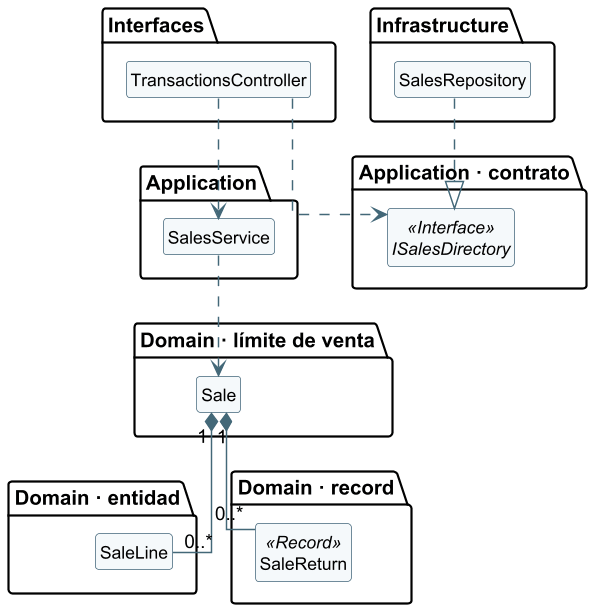 Interfaces
TransactionsController
Infrastructure
SalesRepository
Application
SalesService
Application · contrato
«Interface»
ISalesDirectory
Domain · límite de venta
Sale
1
1
Domain · entidad
SaleLine
0..*
Domain · record
0..*
«Record»
SaleReturn